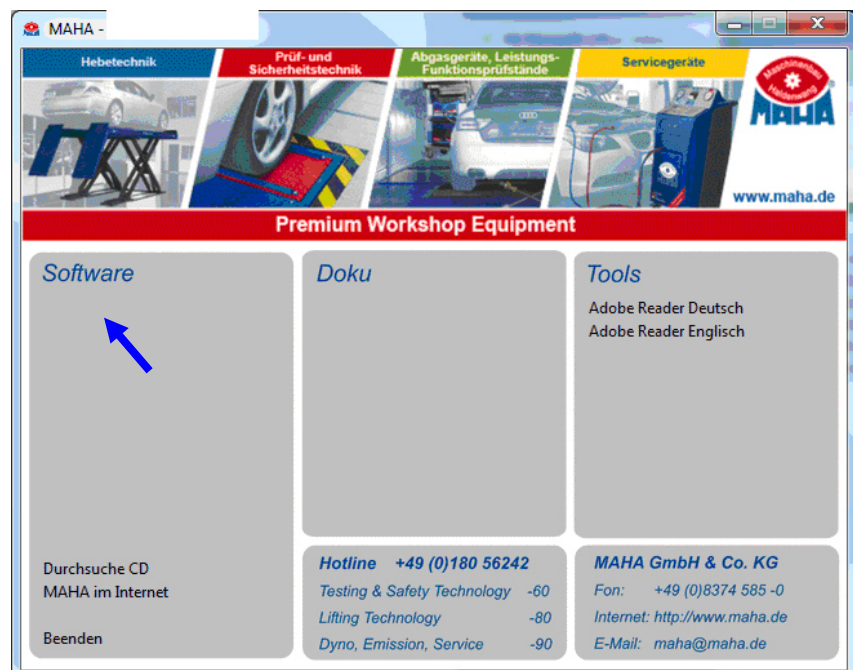 MAHA -
Hebetechnik
Prüf- und
Sicherheitstechnik
Abgasgeräte, Leistungs-
Funktionsprüfstände
Servicegeräte
Maschinenbau
Haldenwang
MAHA
www.maha.de
Premium Workshop Equipment
Software
Durchsuche CD
MAHA im Internet
Beenden
Doku
Tools
Adobe Reader Deutsch
Adobe Reader Englisch
Hotline +49 (0)180 56242
Testing & Safety Technology -60
Lifting Technology -80
Dyno, Emission, Service -90
MAHA GmbH & Co. KG
Fon: +49 (0)8374 585 -0
Internet: http://www.maha.de
E-Mail: maha@maha.de